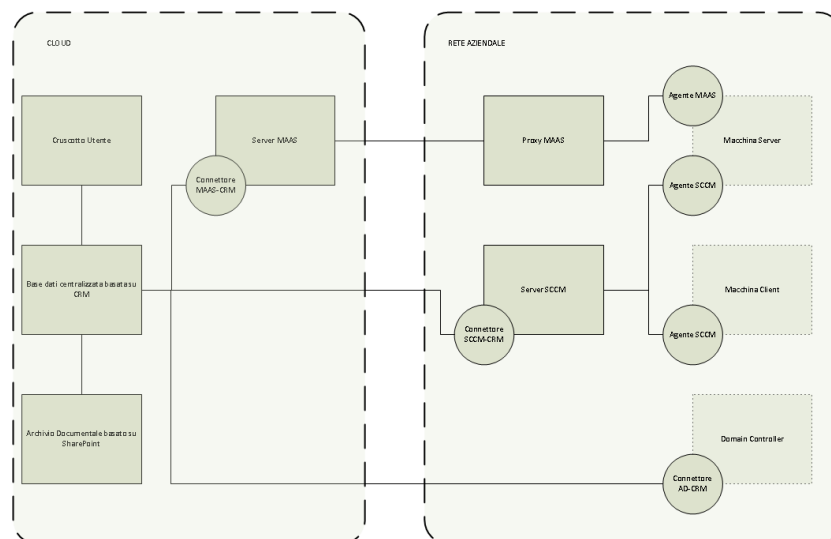 CLOUD
RETE AZIENDALE
Agente MAAS
Cruscotto Utente
Server MAAS
Proxy MAAS
Macchina Server
Connettore
MAAS-CRM
Agente SCCM
Base dati centralizzata basata su
CRM
Server SCCM
Macchina Client
Connettore
SCCM-CRM
Agente SCCM
Archivio Documentale basato su
SharePoint
Domain Controller
Connettore
AD-CRM